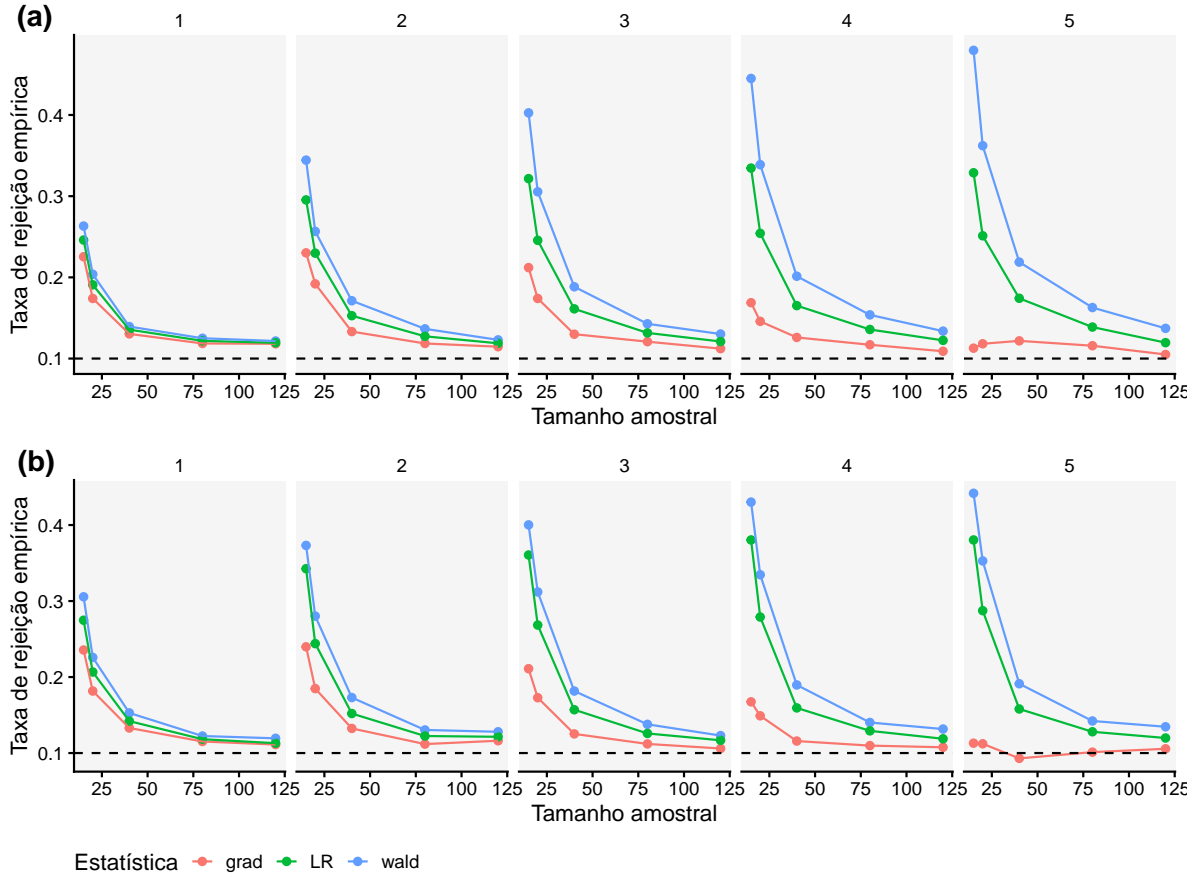 (a)
1 2 3 4 5
Taxa de rejeição empírica
0.4
0.3
0.2
0.1
25 50 75 100 125 25 50 75 100 125 25 50 75 100 125 25 50 75 100 125 25 50 75 100 125
Tamanho amostral
(b)
1 2 3 4 5
Taxa de rejeição empírica
0.4
0.3
0.2
0.1
25 50 75 100 125 25 50 75 100 125 25 50 75 100 125 25 50 75 100 125 25 50 75 100 125
Tamanho amostral
Estatística grad LR wald